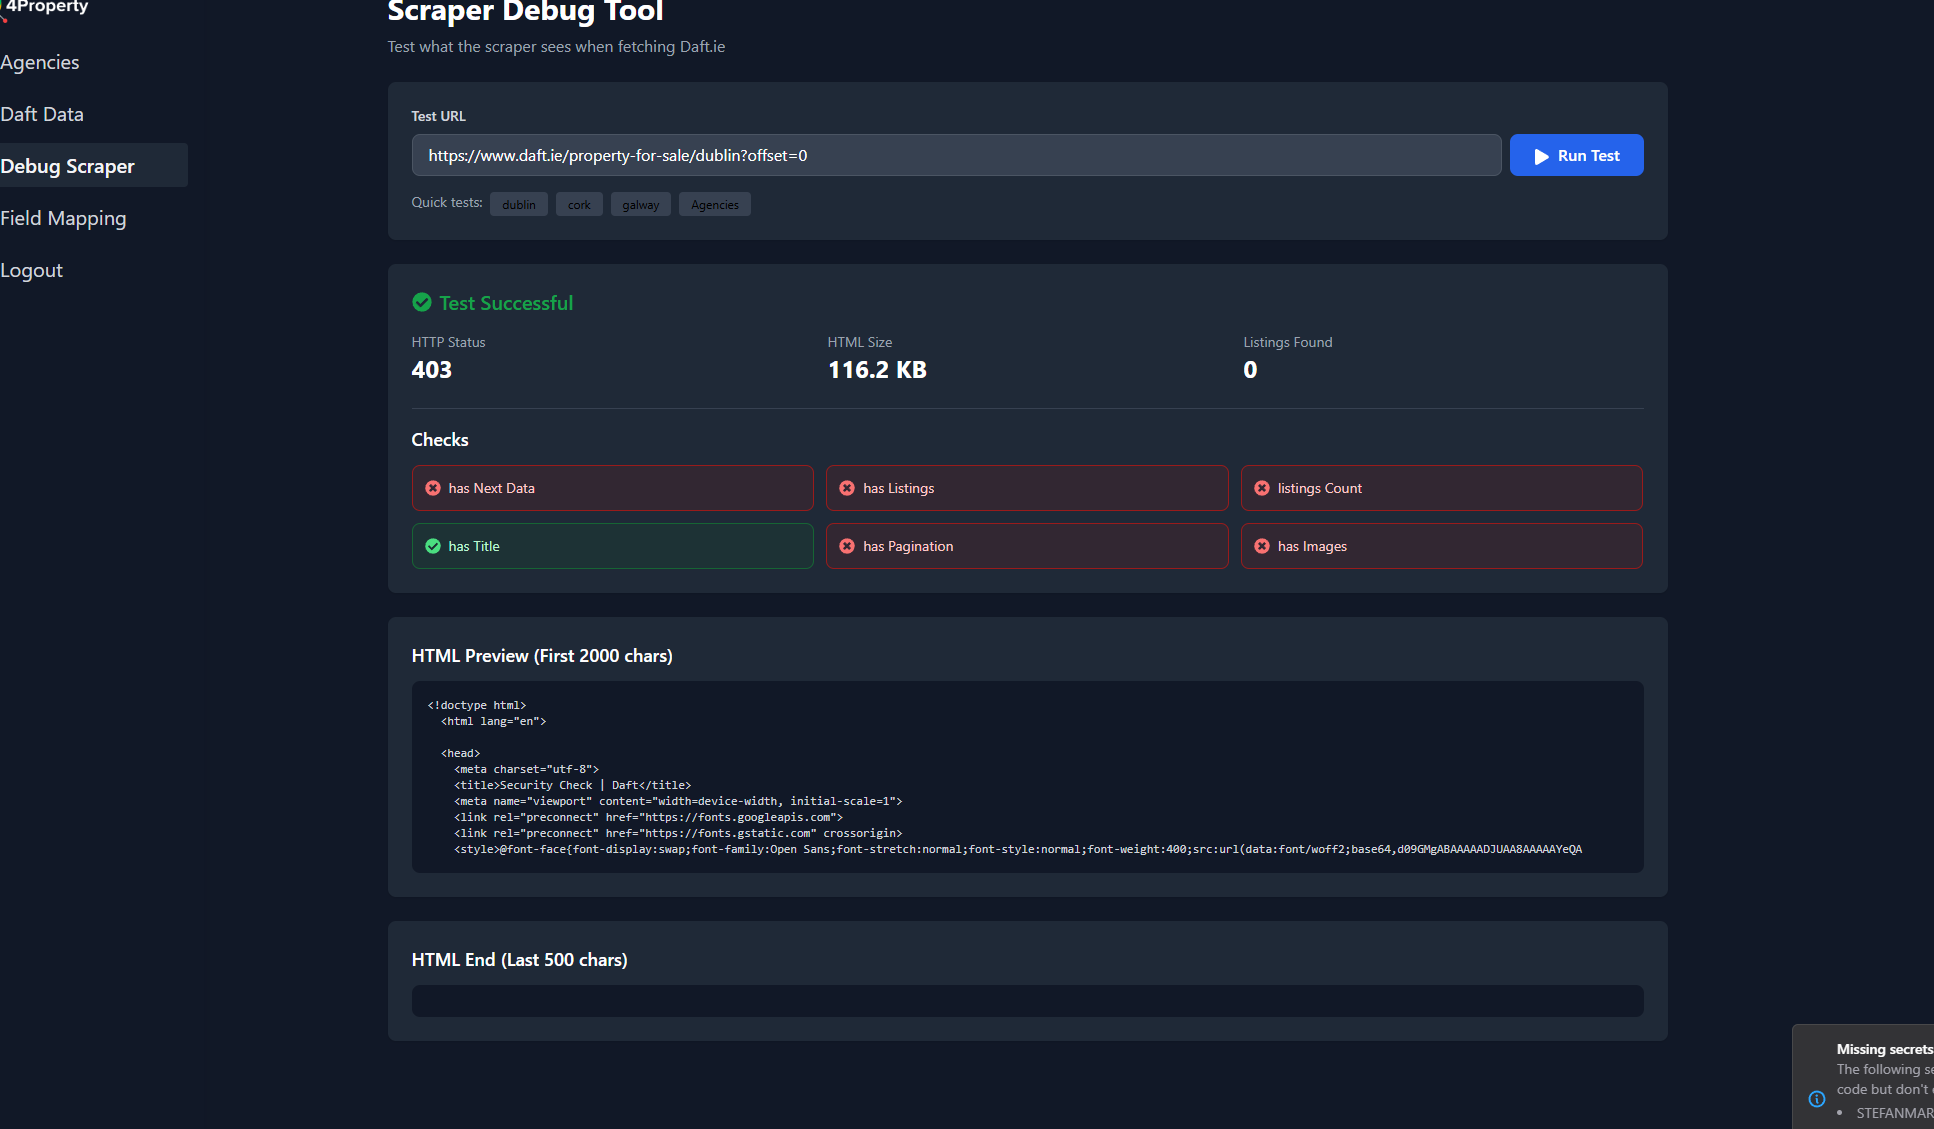 4Property
Agencies
Daft Data
Debug Scraper
Field Mapping
Logout
Scraper Debug Tool
Test what the scraper sees when fetching Daft.ie
Test URL
https://www.daft.ie/property-for-sale/dublin?offset=0
Run Test
Quick tests: dublin cork galway Agencies
Test Successful
HTTP Status HTML Size Listings Found
403 116.2 KB 0
Checks
has Next Data has Listings listings Count
has Title has Pagination has Images
HTML Preview (First 2000 chars)
<!doctype html>
<html lang="en">
<head>
<meta charset="utf-8">
<title>Security Check | Daft</title>
<meta name="viewport" content="width=device-width, initial-scale=1">
<link rel="preconnect" href="https://fonts.googleapis.com">
<link rel="preconnect" href="https://fonts.gstatic.com" crossorigin>
<style>@font-face{font-display:swap;font-family:Open Sans;font-stretch:normal;font-style:normal;font-weight:400;src:url(data:font/woff2;base64,d09GMgABAAAAADJUAA8AAAAAYeQA
HTML End (Last 500 chars)
Missing secrets
The following se
code but don't
• STEFANMAR